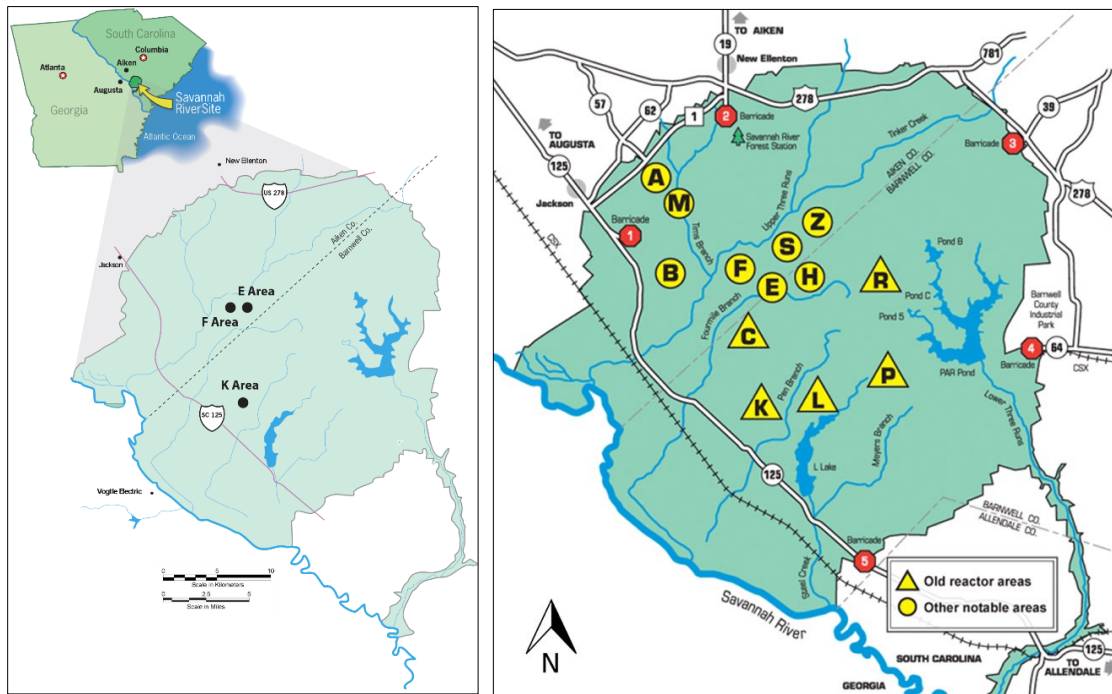 South Carolina
Columbia
Aiken
Atlanta
Augusta
Savannah
River Site
Georgia
Atlantic Ocean
New Ellenton
US 278
Aiken Co.
Barnwell Co.
Jackson
E Area
F Area
K Area
SC 125
Vogtle Electric
0 5 10
Scale in Kilometers
0 2.5 5
Scale in Miles
TO AIKEN
19
New Ellenton
781
278
57
62
1
2
Barricade
Savannah River
Forest Station
39
Tinker Creek
3
Barricade
TO
AUGUSTA
125
AIKEN CO.
BARNWELL CO.
278
A
M
Jackson
Upper Three Runs
Barricade
1
CSX
Tims Branch
Z
S
B
F
E
H
R
Pond B
Pond C
Pond 5
Fourmile Branch
C
Barnwell
County
Industrial
Park
4
64
Barricade
CSX
PAR Pond
Pen Branch
P
K
L
Lower Three Runs
Meyers Branch
L Lake
125
BARNWELL CO.
ALLENDALE CO.
Barricade
5
Steel Creek
Old reactor areas
Other notable areas
Savannah River
N
SOUTH CAROLINA
GEORGIA
125
TO
ALLENDALE